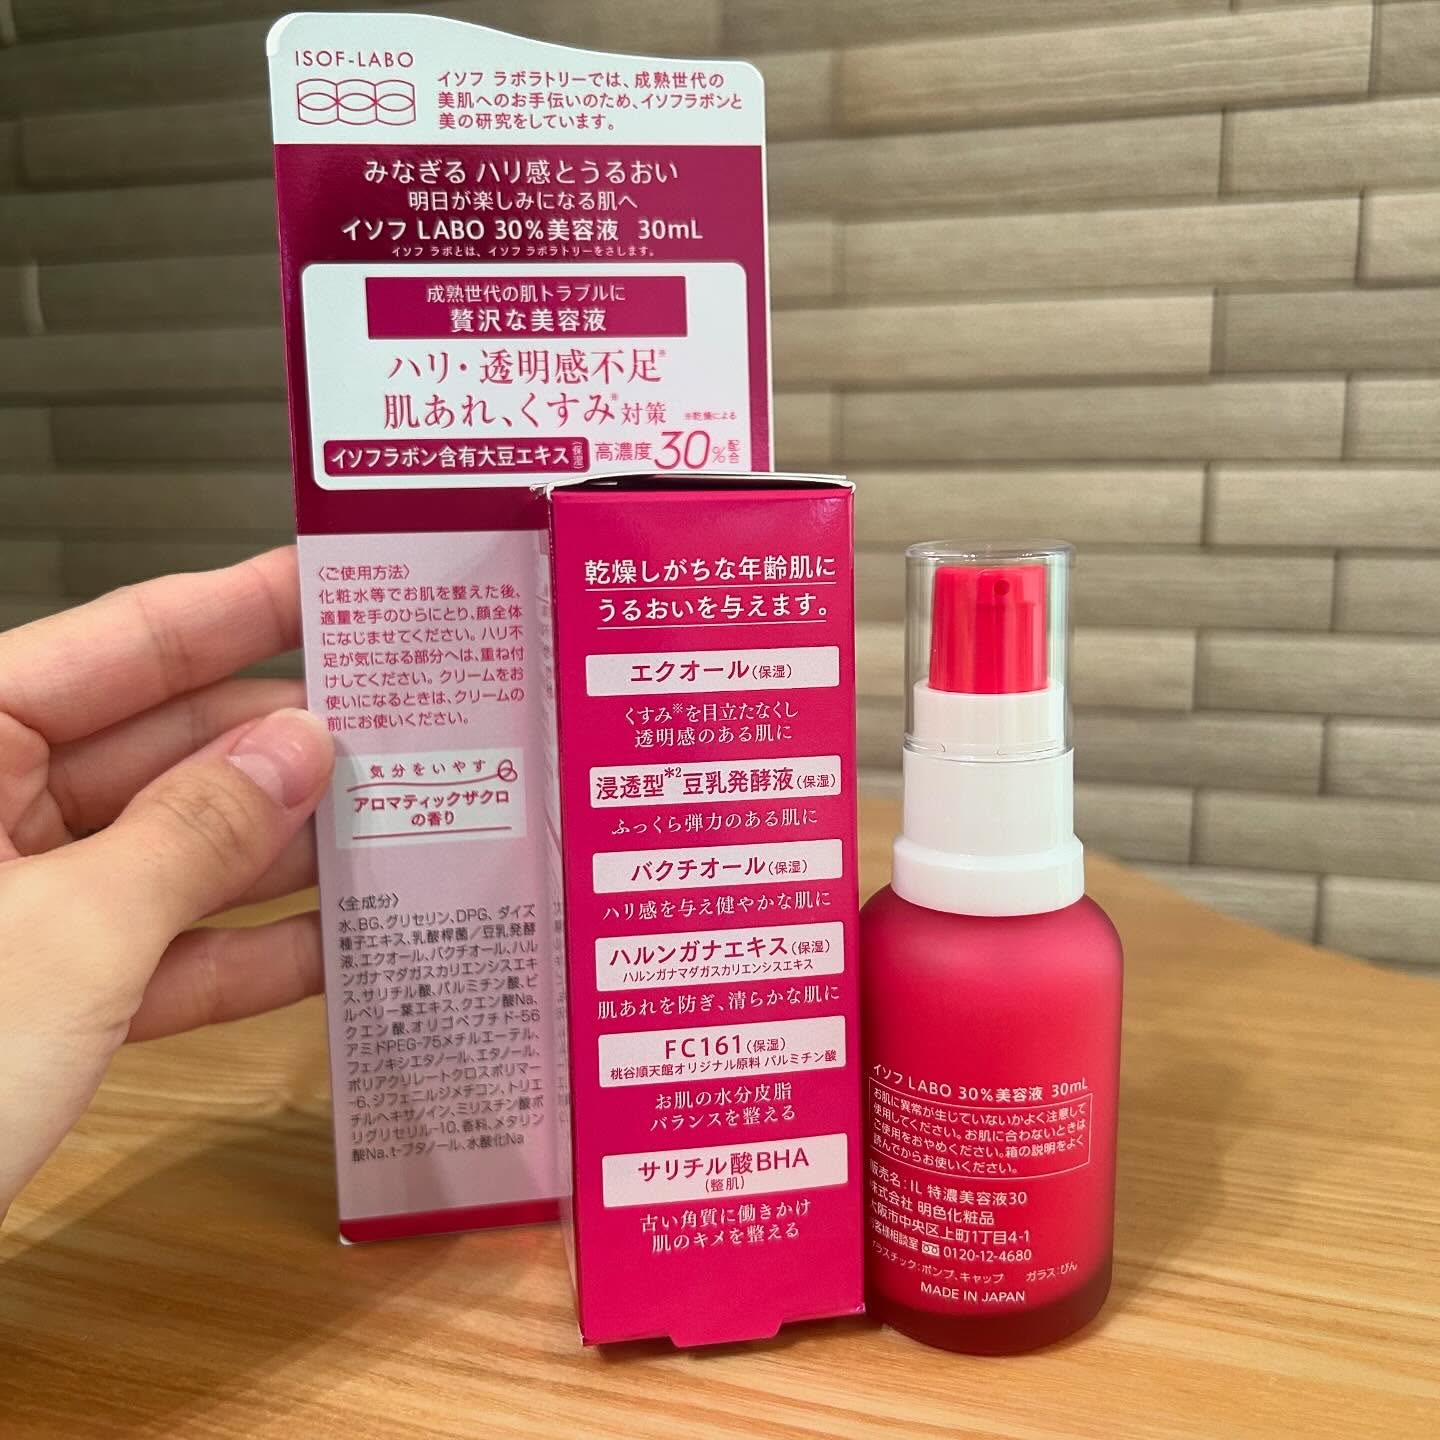 ISOF-LABO
イソフ ラボラトリーでは、成熟世代の
美肌へのお手伝いのため、イソフラボンと
美の研究をしています。
みなぎる ハリ感とうるおい
明日が楽しみになる肌へ
イソフ LABO 30%美容液 30mL
イソフ ラボとは、イソフ ラボラトリーをさします。
成熟世代の肌トラブルに
贅沢な美容液
ハリ・透明感不足※
肌あれ、くすみ※対策 ※乾燥による
イソフラボン含有大豆エキス(保湿) 高濃度30%配合
〈ご使用方法〉
化粧水等でお肌を整えた後、
適量を手のひらにとり、顔全体
になじませてください。ハリ不
足が気になる部分へは、重ね付
けしてください。クリームをお
使いになるときは、クリームの
前にお使いください。
気分をいやす
アロマティックザクロ
の香り
〈全成分〉
水、BG、グリセリン、DPG、ダイズ
種子エキス、乳酸桿菌/豆乳発酵
液、エクオール、バクチオール、ハル
ンガナマダガスカリエンシスエキ
ス、サリチル酸、パルミチン酸、ビ
ルベリー葉エキス、クエン酸Na、
クエン酸、オリゴペプチド-56
アミドPEG-75メチルエーテル、
フェノキシエタノール、エタノール、
ポリアクリレートクロスポリマー
-6、ジフェニルジメチコン、トリエ
チルヘキサノイン、ミリスチン酸ポ
リグリセリル-10、香料、メタリン
酸Na、t-ブタノール、水酸化Na
乾燥しがちな年齢肌に
うるおいを与えます。
エクオール(保湿)
くすみ※を目立たなくし
透明感のある肌に
浸透型*2豆乳発酵液(保湿)
ふっくら弾力のある肌に
バクチオール(保湿)
ハリ感を与え健やかな肌に
ハルンガナエキス(保湿)
ハルンガナマダガスカリエンシスエキス
肌あれを防ぎ、清らかな肌に
FC161(保湿)
桃谷順天館オリジナル原料 パルミチン酸
お肌の水分皮脂
バランスを整える
サリチル酸BHA
(整肌)
古い角質に働きかけ
肌のキメを整える
イソフ LABO 30%美容液 30mL
お肌に異常が生じていないかよく注意して
使用してください。お肌に合わないときは
ご使用をおやめください。箱の説明をよく
読んでからお使いください。
販売名:IL 特濃美容液30
株式会社 明色化粧品
大阪市中央区上町1丁目4-1
お客様相談室 0120-12-4680
プラスチック:ポンプ、キャップ ガラス:びん
MADE IN JAPAN